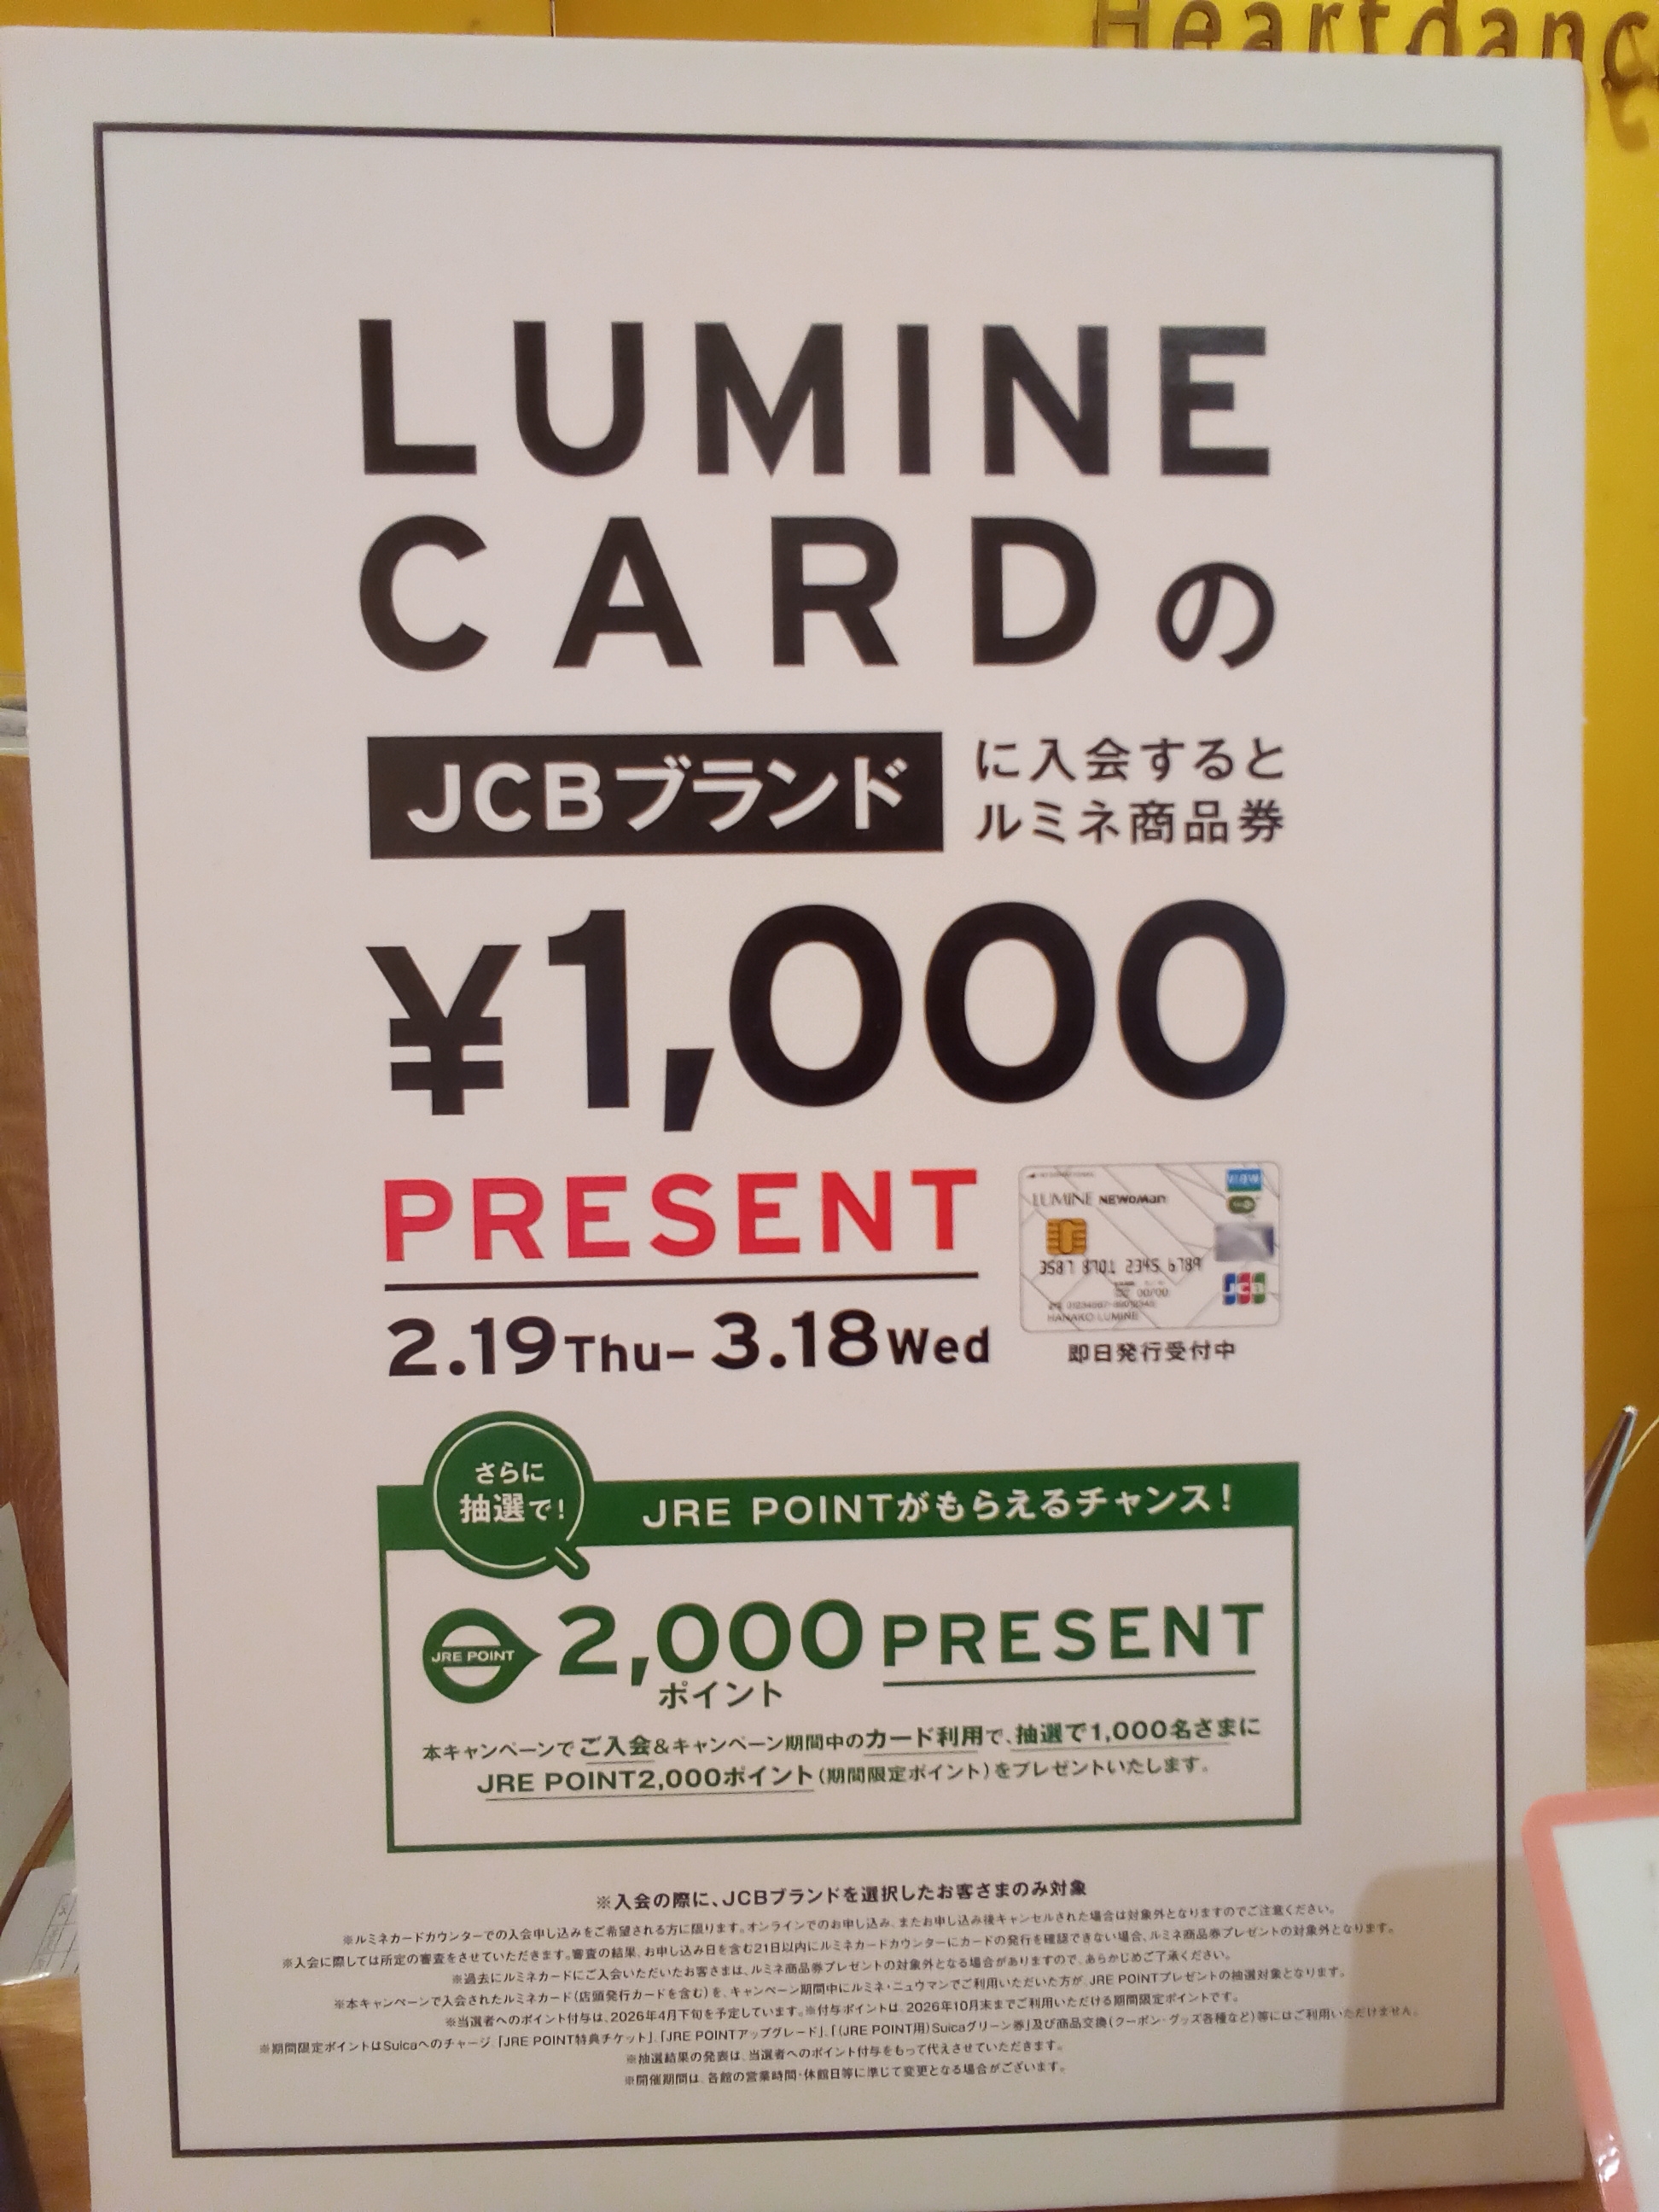 Heartdanc
LUMINE
CARDの
JCBブランド
に入会すると
ルミネ商品券
¥1,000
PRESENT
LUMINE NEWoMan
3587 8701 2345 6789
00/00
HANAKO LUMINE
JCB
2.19Thu–3.18Wed
即日発行受付中
さらに
抽選で!
JRE POINTがもらえるチャンス!
JRE POINT
2,000PRESENT
ポイント
本キャンペーンでご入会&キャンペーン期間中のカード利用で、抽選で1,000名さまに
JRE POINT2,000ポイント(期間限定ポイント)をプレゼントいたします。
※入会の際に、JCBブランドを選択したお客さまのみ対象
※ルミネカードカウンターでの入会申し込みをご希望される方に限ります。オンラインでのお申し込み、またお申し込み後キャンセルされた場合は対象外となりますのでご注意ください。
※入会に際しては所定の審査をさせていただきます。審査の結果、お申し込み日を含む21日以内にルミネカードカウンターにカードの発行を確認できない場合、ルミネ商品券プレゼントの対象外となります。
※過去にルミネカードにご入会いただいたお客さまは、ルミネ商品券プレゼントの対象外となる場合がありますので、あらかじめご了承ください。
※本キャンペーンで入会されたルミネカード(店頭発行カードを含む)を、キャンペーン期間中にルミネ・ニュウマンでご利用いただいた方が、JRE POINTプレゼントの抽選対象となります。
※当選者へのポイント付与は、2026年4月下旬を予定しています。※付与ポイントは、2026年10月末までご利用いただける期間限定ポイントです。
※期間限定ポイントはSuicaへのチャージ、「JRE POINT特典チケット」、「JRE POINTアップグレード」、「(JRE POINT用)Suicaグリーン券」及び商品交換(クーポン・グッズ各種など)等にはご利用いただけません。
※抽選結果の発表は、当選者へのポイント付与をもって代えさせていただきます。
※開催期間は、各館の営業時間・休館日等に準じて変更となる場合がございます。